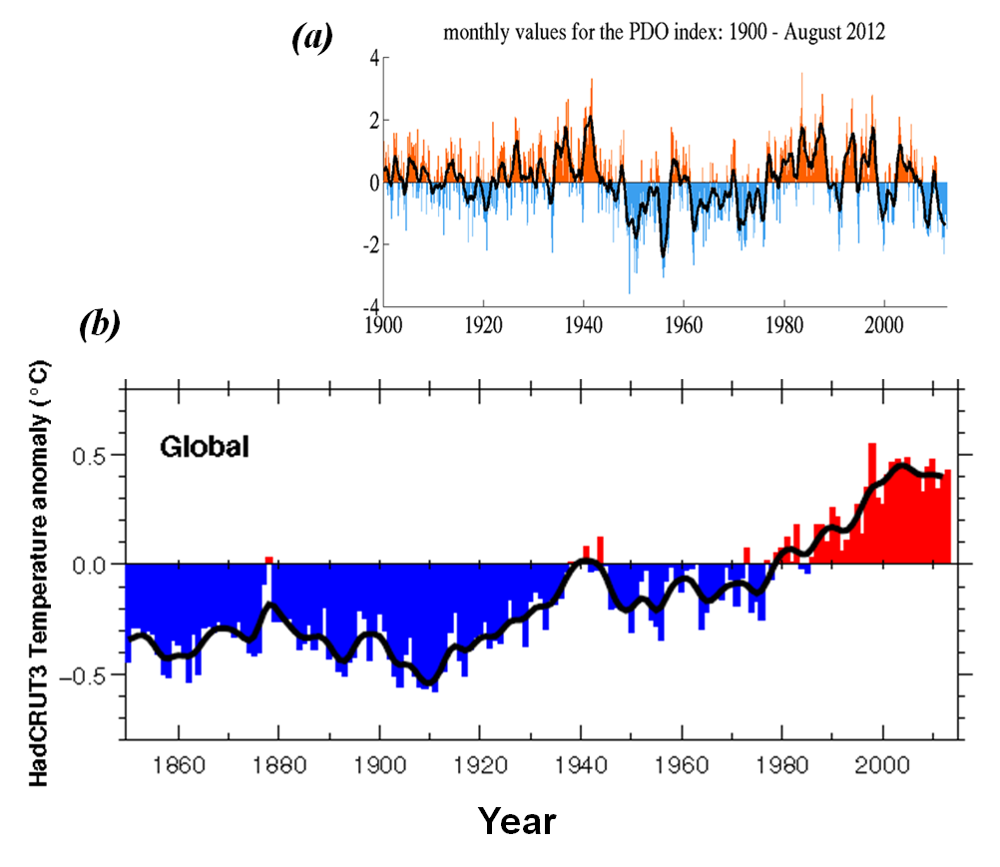 (a)
monthly values for the PDO index: 1900 - August 2012
4
2
0
-2
-4
1900 1920 1940 1960 1980 2000
(b)
HadCRUT3 Temperature anomaly (°C)
Global
0.5
0.0
−0.5
1860 1880 1900 1920 1940 1960 1980 2000
Year